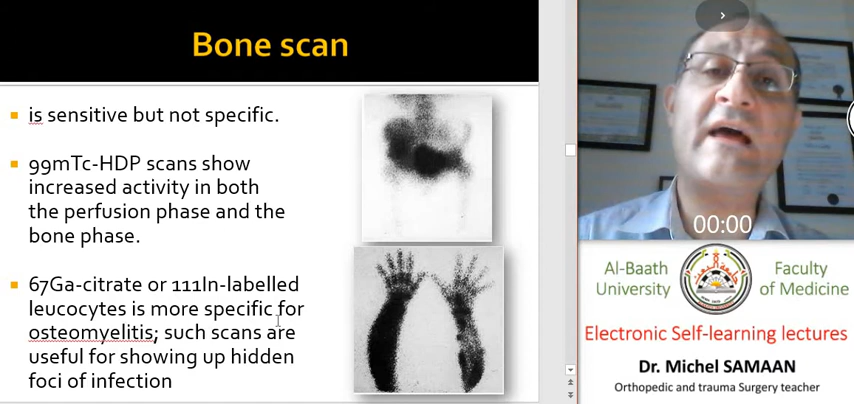 Bone scan
is sensitive but not specific.
99mTc-HDP scans show
increased activity in both
the perfusion phase and the
bone phase.
67Ga-citrate or 111In-labelled
leucocytes is more specific for
osteomyelitis; such scans are
useful for showing up hidden
foci of infection
00:00
Al-Baath
University
Faculty
of Medicine
Electronic Self-learning lectures
Dr. Michel SAMAAN
Orthopedic and trauma Surgery teacher